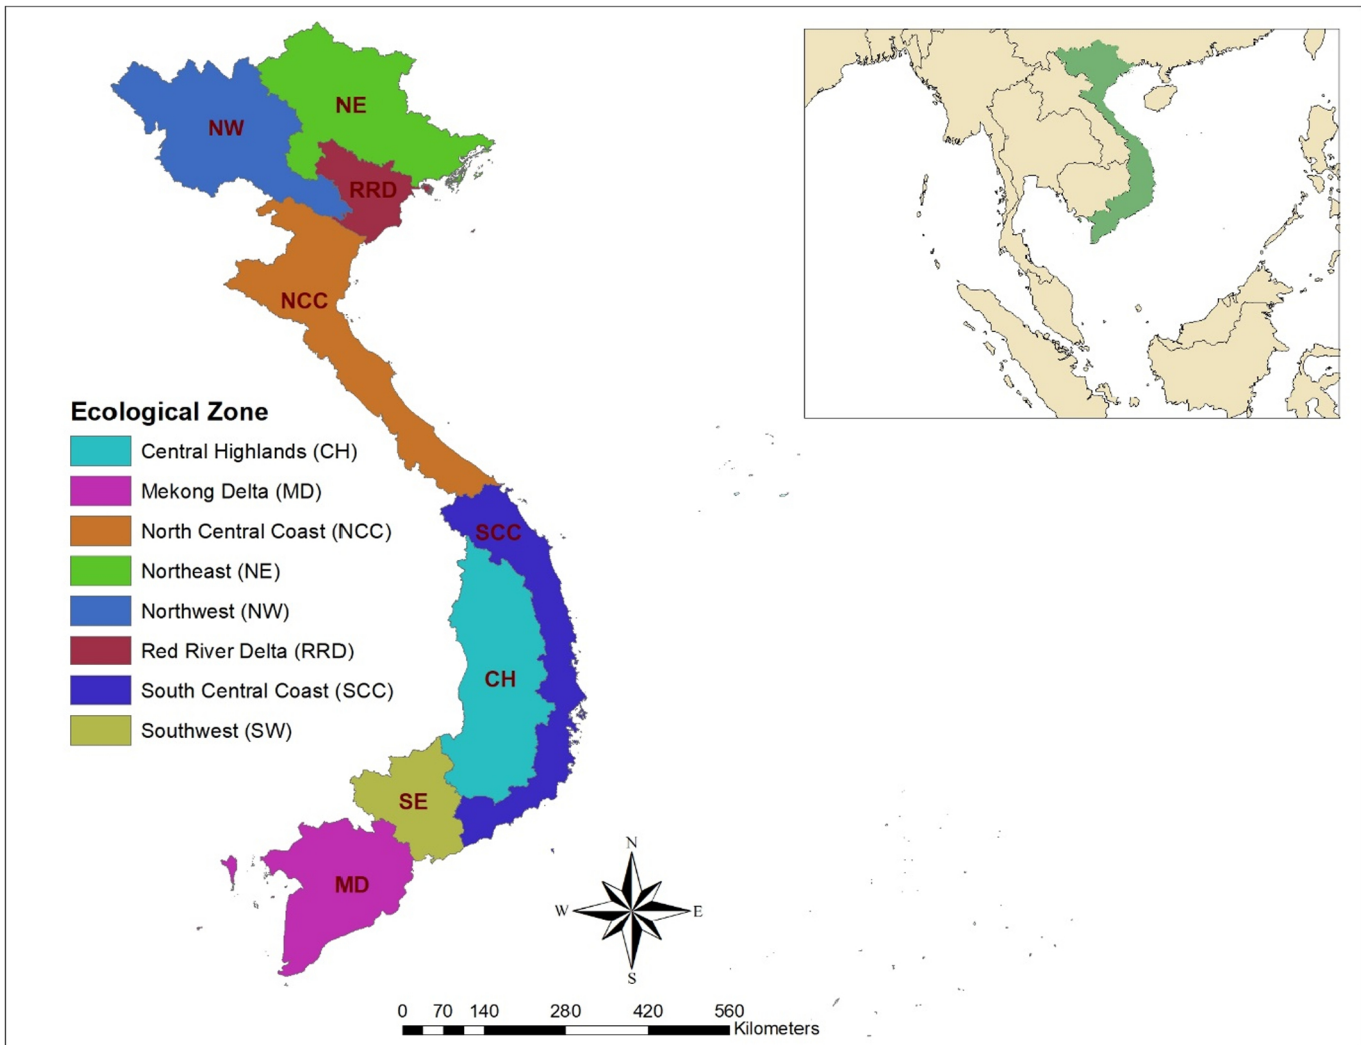 NE
NW
RRD
NCC
Ecological Zone
Central Highlands (CH)
Mekong Delta (MD)
North Central Coast (NCC)
Northeast (NE)
Northwest (NW)
Red River Delta (RRD)
South Central Coast (SCC)
Southwest (SW)
SCC
CH
SE
MD
N
W
E
S
0 70 140 280 420 560
Kilometers